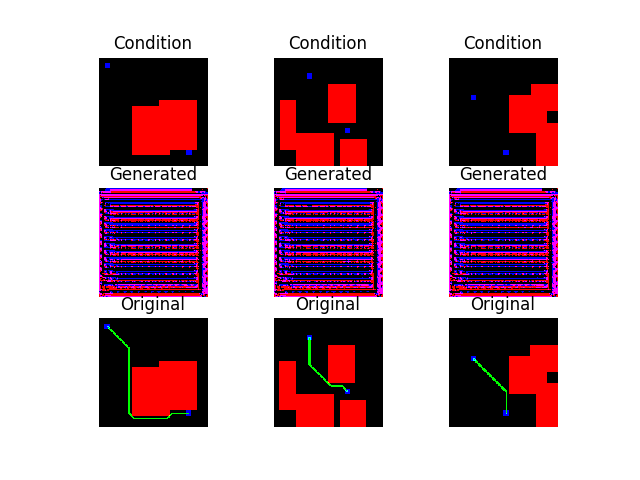 Condition Condition Condition
Generated Generated Generated
Original Original Original